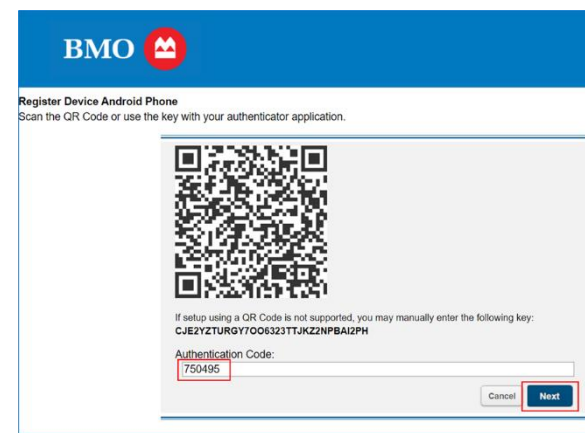 BMO
Register Device Android Phone
Scan the QR Code or use the key with your authenticator application.
If setup using a QR Code is not supported, you may manually enter the following key:
CJE2YZTURGY7OO6323TTJKZ2NPBAI2PH
Authentication Code:
750495
Cancel Next